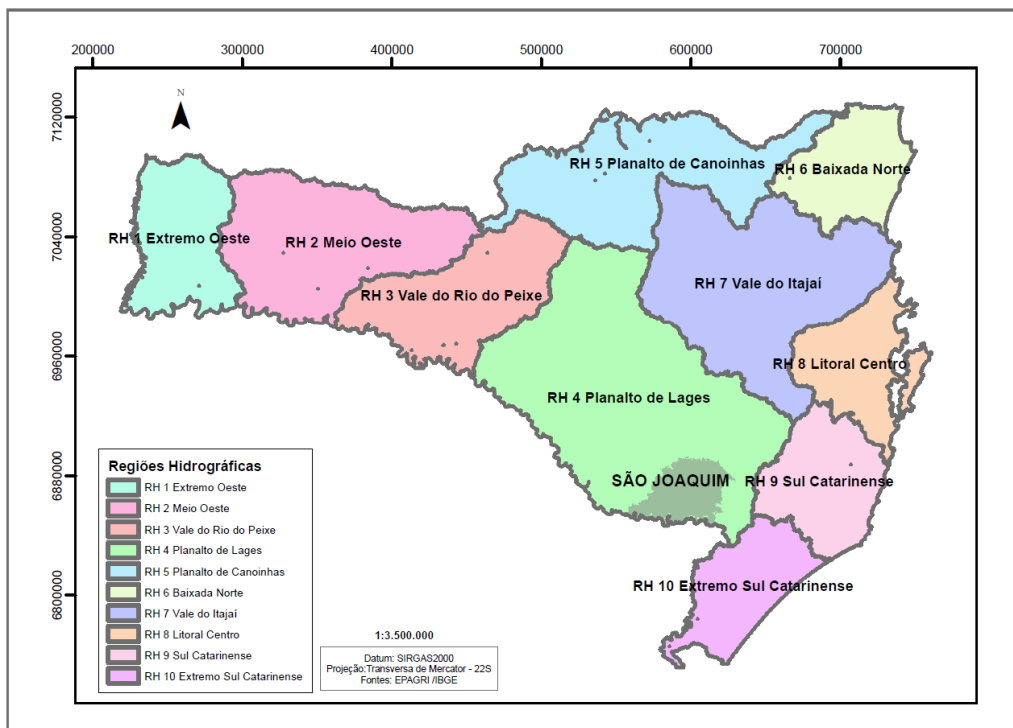 200000 300000 400000 500000 600000 700000
N
7120000
7040000
6960000
6880000
6800000
RH 5 Planalto de Canoinhas
RH 6 Baixada Norte
RH 1 Extremo Oeste
RH 2 Meio Oeste
RH 7 Vale do Itajaí
RH 3 Vale do Rio do Peixe
RH 8 Litoral Centro
RH 4 Planalto de Lages
SÃO JOAQUIM
RH 9 Sul Catarinense
RH 10 Extremo Sul Catarinense
Regiões Hidrográficas
RH 1 Extremo Oeste
RH 2 Meio Oeste
RH 3 Vale do Rio do Peixe
RH 4 Planalto de Lages
RH 5 Planalto de Canoinhas
RH 6 Baixada Norte
RH 7 Vale do Itajaí
RH 8 Litoral Centro
RH 9 Sul Catarinense
RH 10 Extremo Sul Catarinense
1:3.500.000
Datum: SIRGAS2000
Projeção:Transversa de Mercator - 22S
Fontes: EPAGRI /IBGE